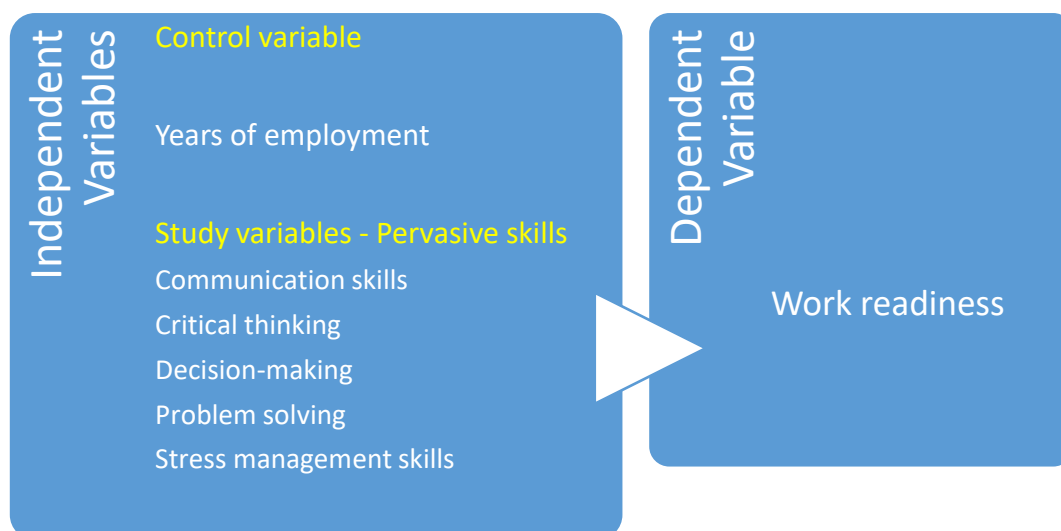 Independent
Variables
Control variable
Years of employment
Study variables - Pervasive skills
Communication skills
Critical thinking
Decision-making
Problem solving
Stress management skills
Dependent
Variable
Work readiness